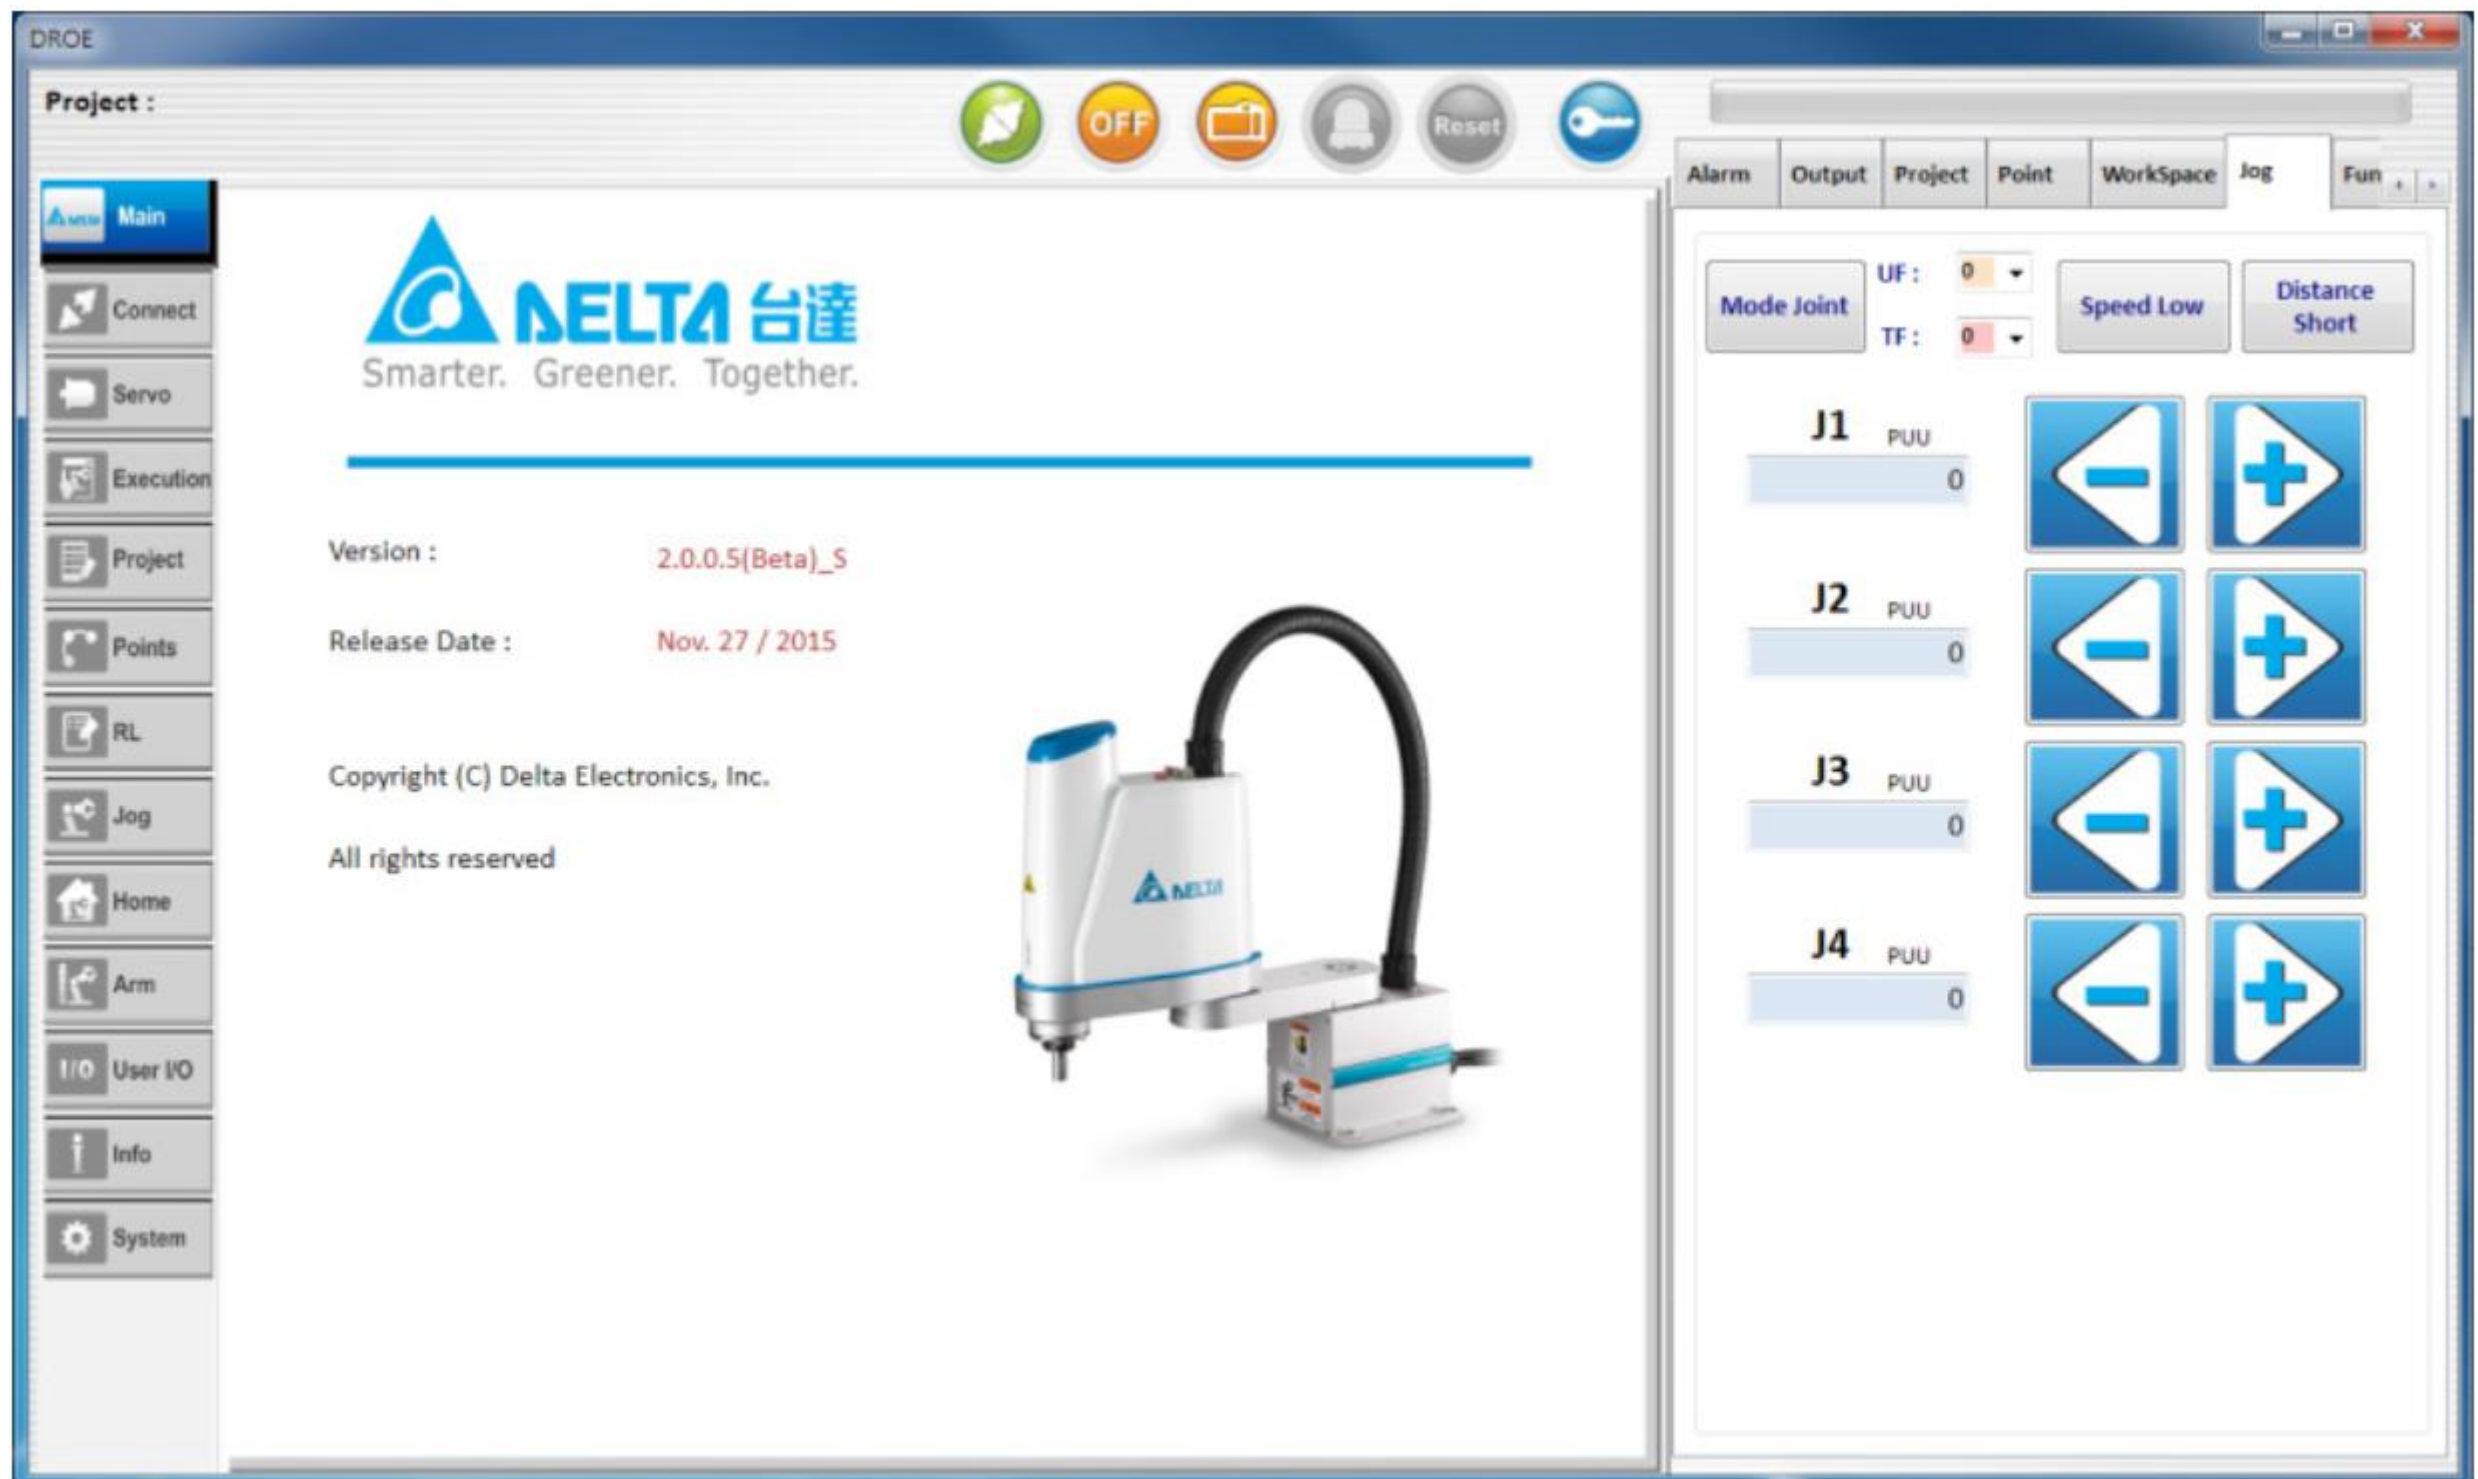 DROE
Project :
OFF
Reset
Main
Connect
Servo
Execution
Project
Points
RL
Jog
Home
Arm
I/O User I/O
Info
System
DELTA 台達
Smarter. Greener. Together.
Version : 2.0.0.5(Beta)_S
Release Date : Nov. 27 / 2015
Copyright (C) Delta Electronics, Inc.
All rights reserved
DELTA
Alarm Output Project Point WorkSpace Jog Fun
Mode Joint
UF : 0
TF : 0
Speed Low
Distance
Short
J1 PUU
0
J2 PUU
0
J3 PUU
0
J4 PUU
0